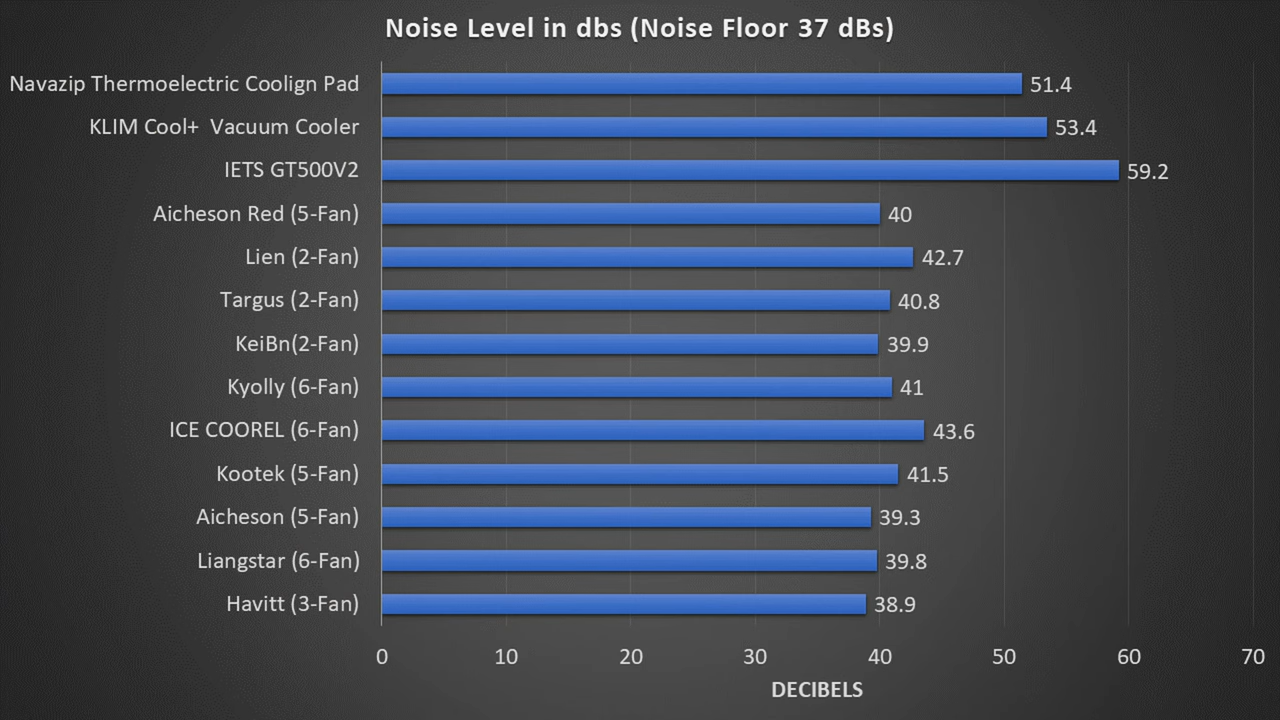 Noise Level in dbs (Noise Floor 37 dBs)
Navazip Thermoelectric Coolign Pad 51.4
KLIM Cool+  Vacuum Cooler 53.4
IETS GT500V2 59.2
Aicheson Red (5-Fan) 40
Lien (2-Fan) 42.7
Targus (2-Fan) 40.8
KeiBn(2-Fan) 39.9
Kyolly (6-Fan) 41
ICE COOREL (6-Fan) 43.6
Kootek (5-Fan) 41.5
Aicheson (5-Fan) 39.3
Liangstar (6-Fan) 39.8
Havitt (3-Fan) 38.9
0 10 20 30 40 50 60 70
DECIBELS